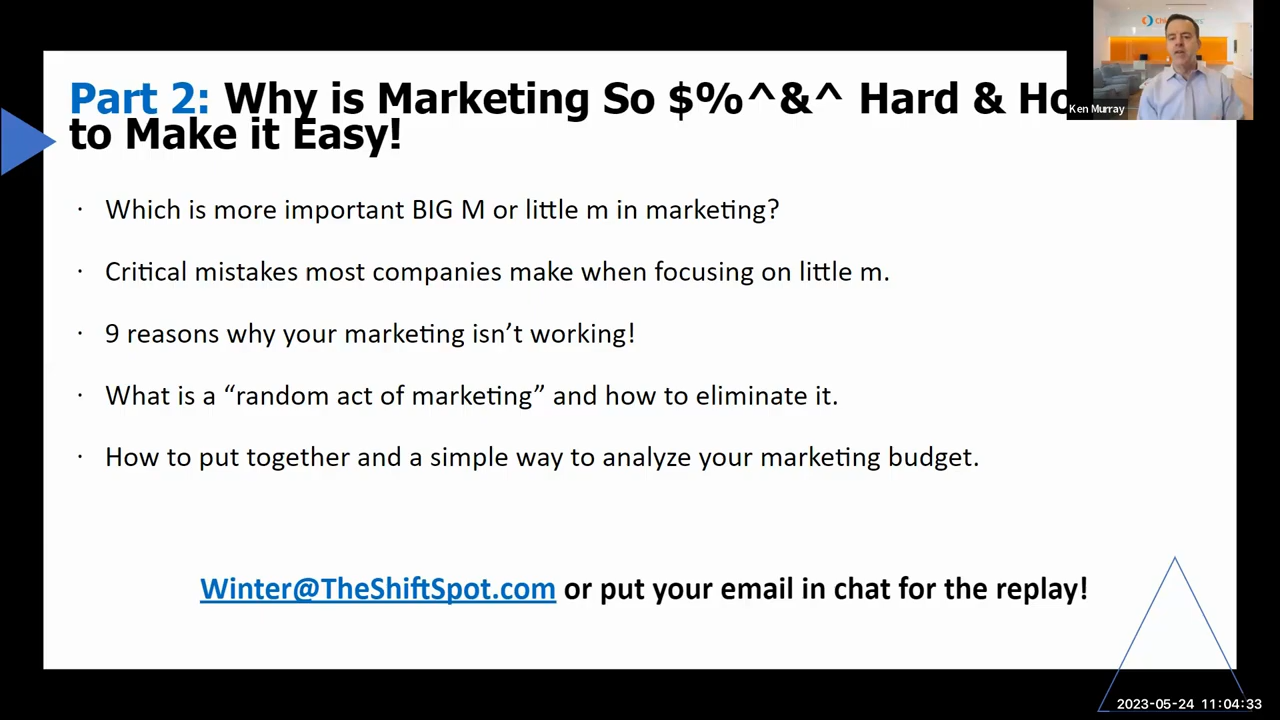 Part 2: Why is Marketing So $%^&^ Hard & Ho
to Make it Easy!
Ken Murray
· Which is more important BIG M or little m in marketing?
· Critical mistakes most companies make when focusing on little m.
· 9 reasons why your marketing isn’t working!
· What is a “random act of marketing” and how to eliminate it.
· How to put together and a simple way to analyze your marketing budget.
Winter@TheShiftSpot.com or put your email in chat for the replay!
2023-05-24 11:04:33